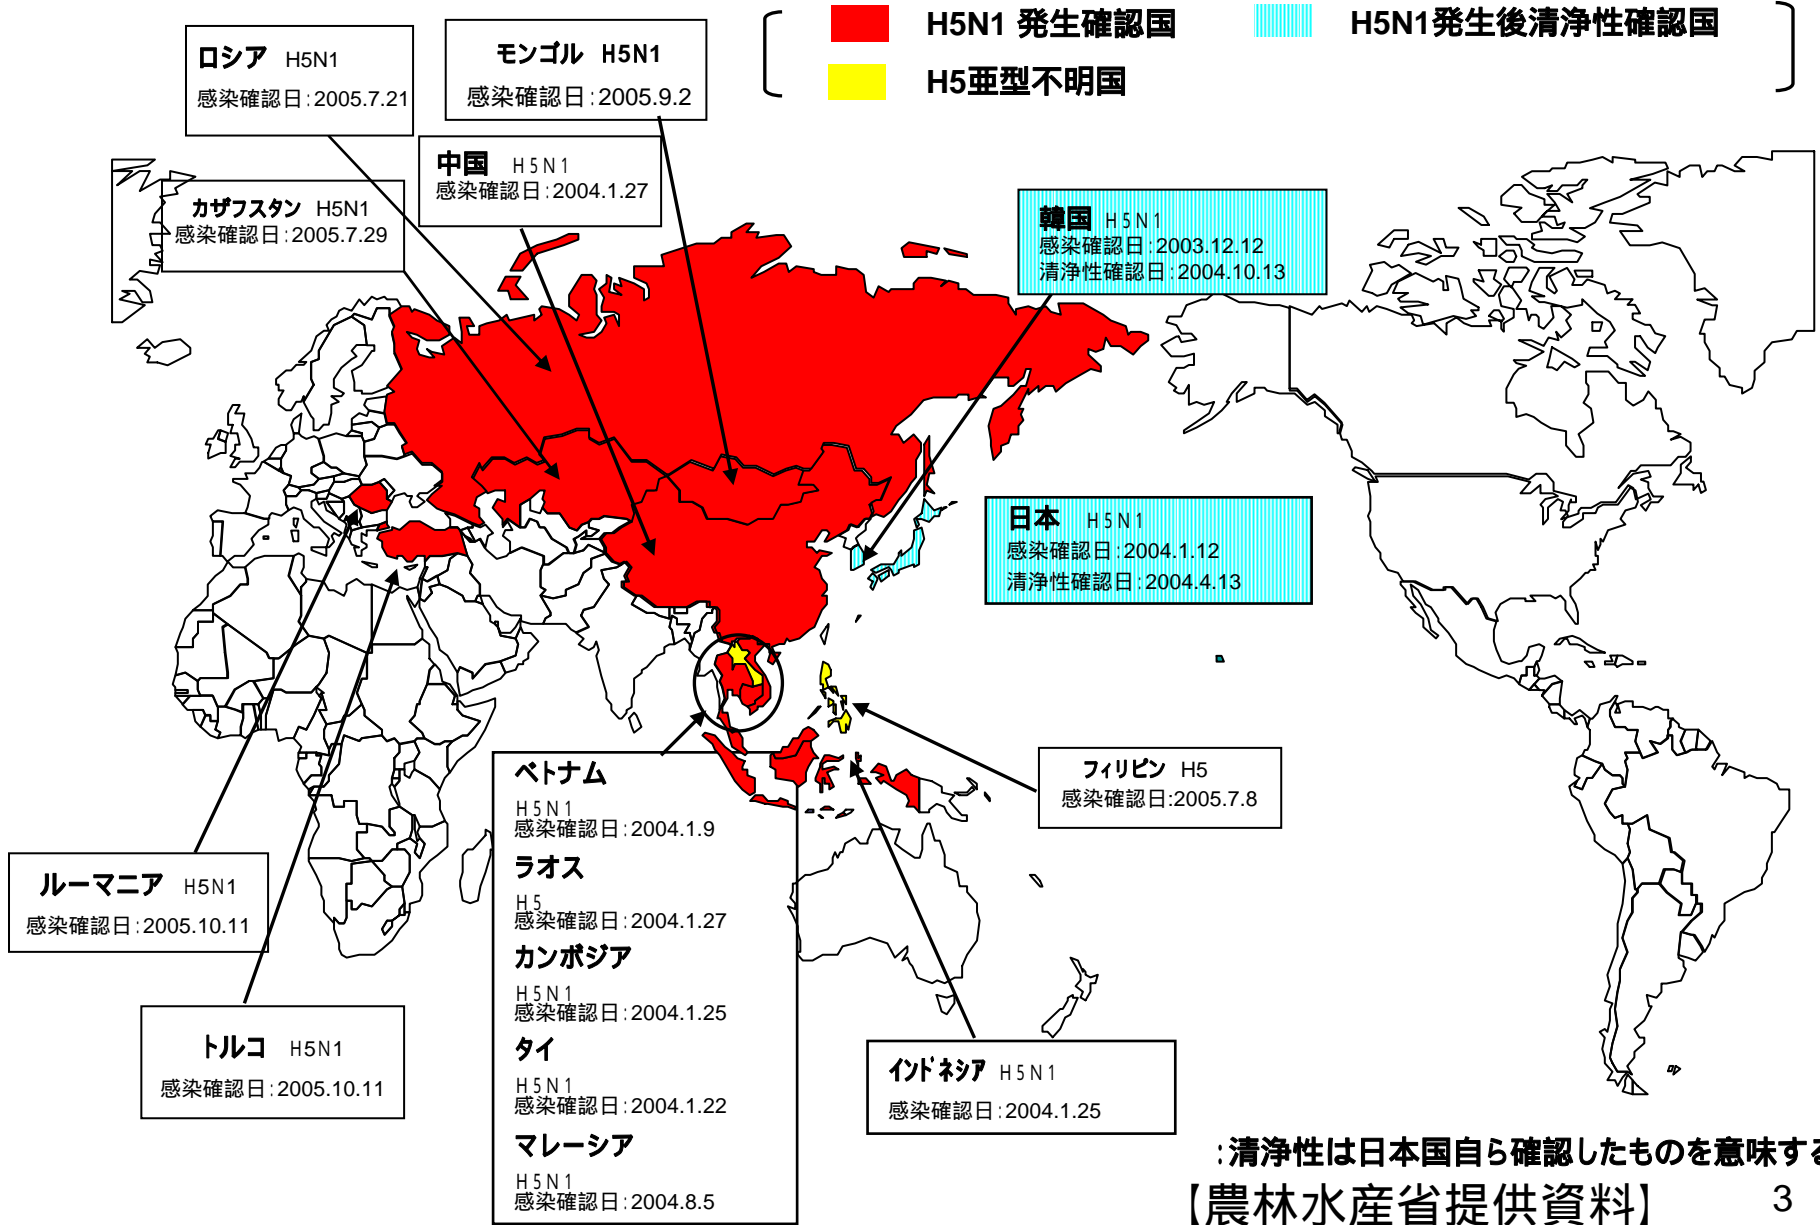 H5N1 発生確認国
H5N1発生後清浄性確認国
H5亜型不明国
ロシア H5N1
感染確認日:2005.7.21
モンゴル H5N1
感染確認日:2005.9.2
中国 H5N1
感染確認日:2004.1.27
カザフスタン H5N1
感染確認日:2005.7.29
韓国 H5N1
感染確認日:2003.12.12
清浄性確認日:2004.10.13
日本 H5N1
感染確認日:2004.1.12
清浄性確認日:2004.4.13
ベトナム
H5N1
感染確認日:2004.1.9
ラオス
H5
感染確認日:2004.1.27
カンボジア
H5N1
感染確認日:2004.1.25
タイ
H5N1
感染確認日:2004.1.22
マレーシア
H5N1
感染確認日:2004.8.5
フィリピン H5
感染確認日:2005.7.8
ルーマニア H5N1
感染確認日:2005.10.11
トルコ H5N1
感染確認日:2005.10.11
インドネシア H5N1
感染確認日:2004.1.25
:清浄性は日本国自ら確認したものを意味する
【農林水産省提供資料】
3